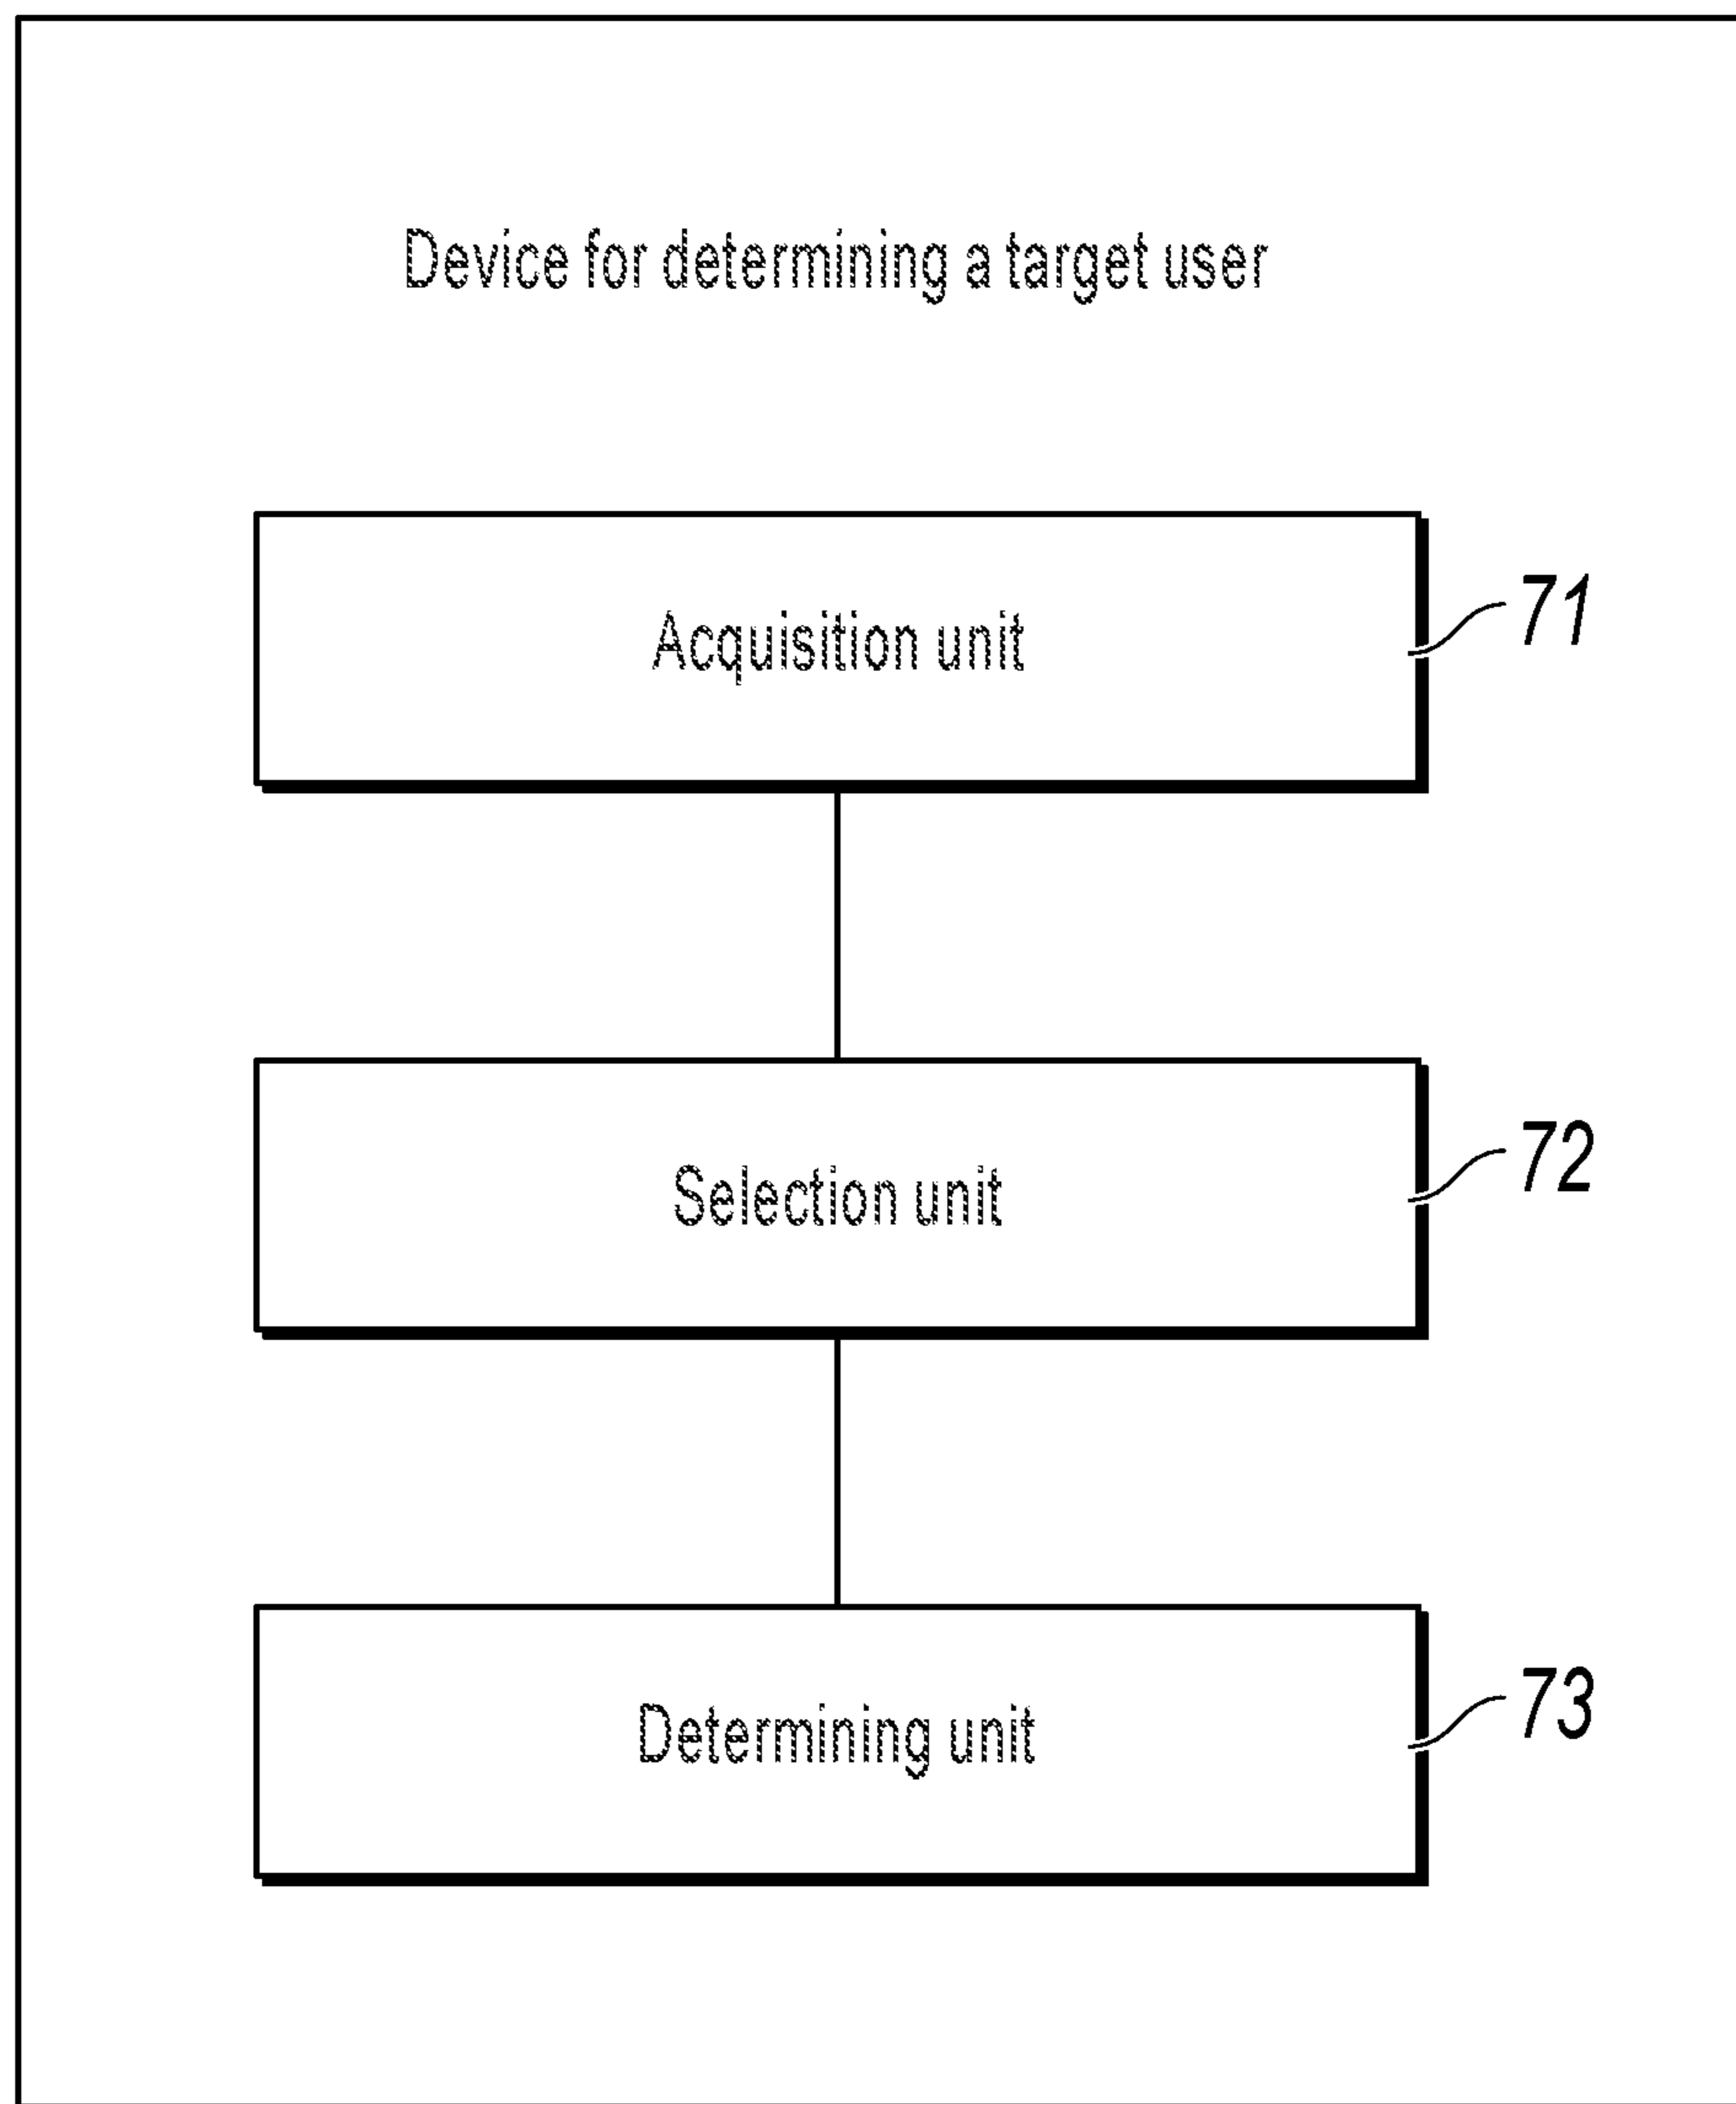 Device for determining a target user
Acquisition unit
71
Selection unit
72
Determining unit
73